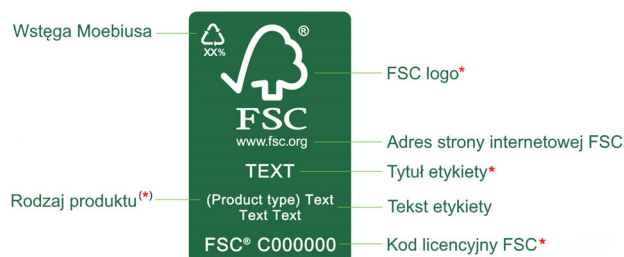 Wstęga Moebiusa
XX%
®
FSC logo*
FSC
www.fsc.org
Adres strony internetowej FSC
TEXT
Tytuł etykiety*
Rodzaj produktu(*)
(Product type) Text
Text Text
Tekst etykiety
FSC® C000000
Kod licencyjny FSC*